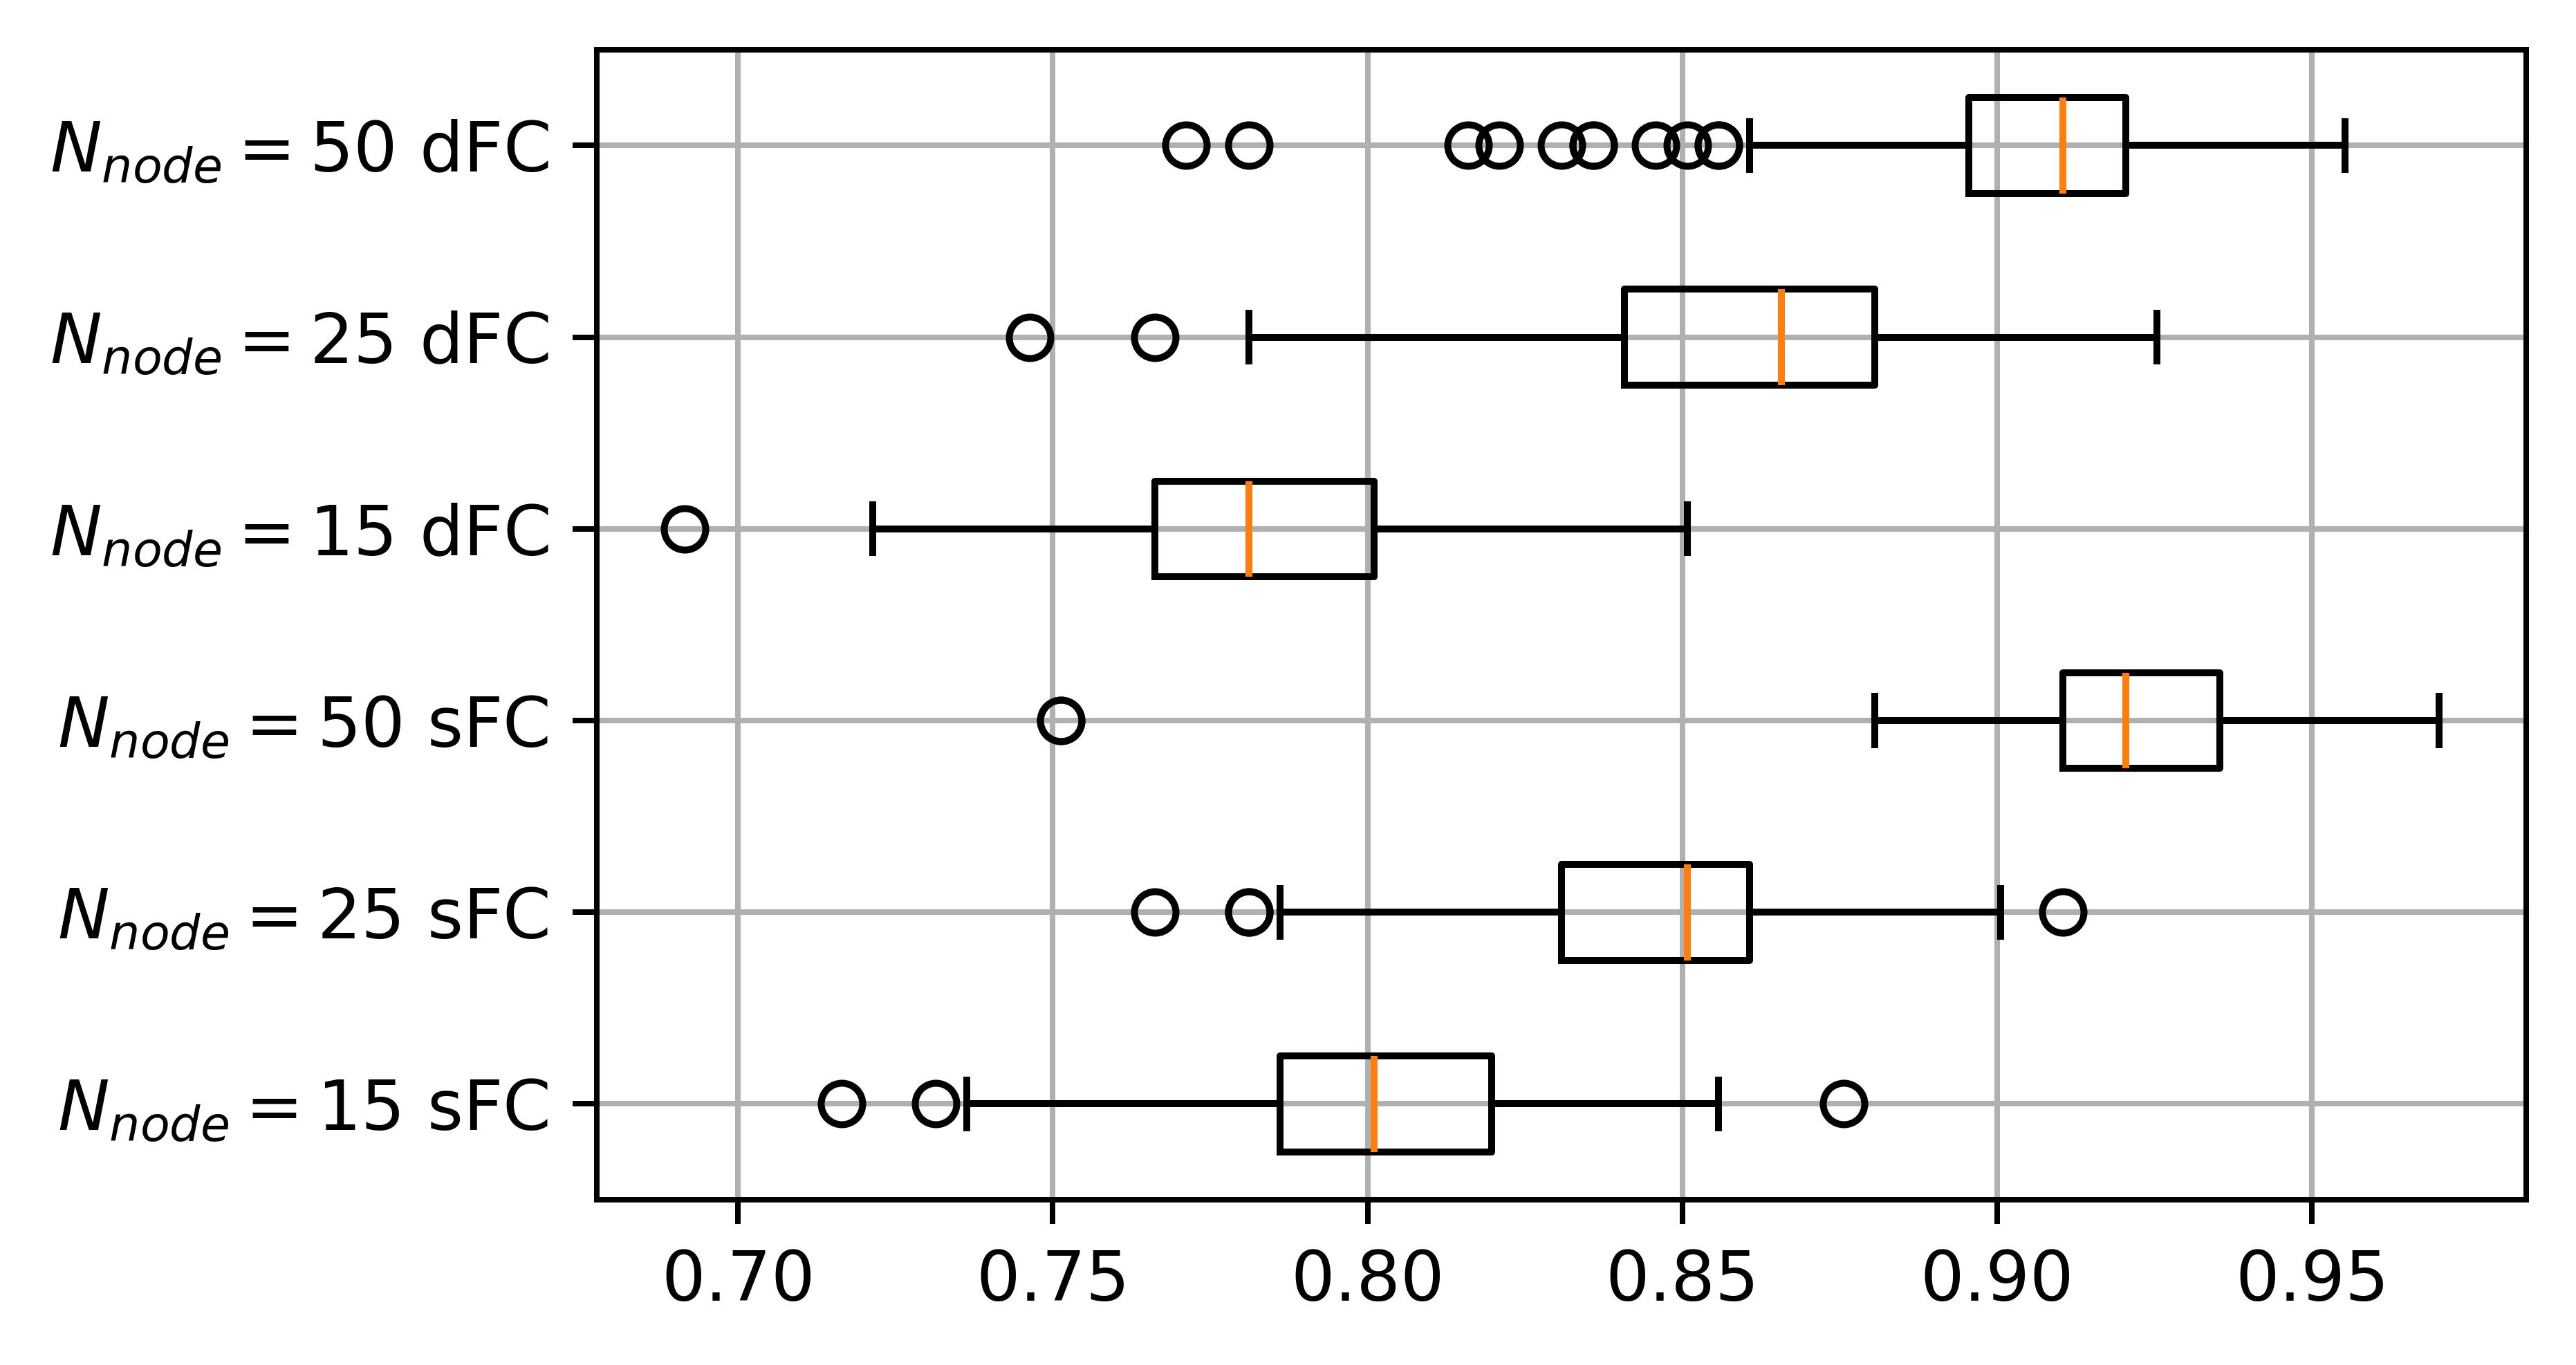 N_node = 50 dFC
N_node = 25 dFC
N_node = 15 dFC
N_node = 50 sFC
N_node = 25 sFC
N_node = 15 sFC
0.70 0.75 0.80 0.85 0.90 0.95